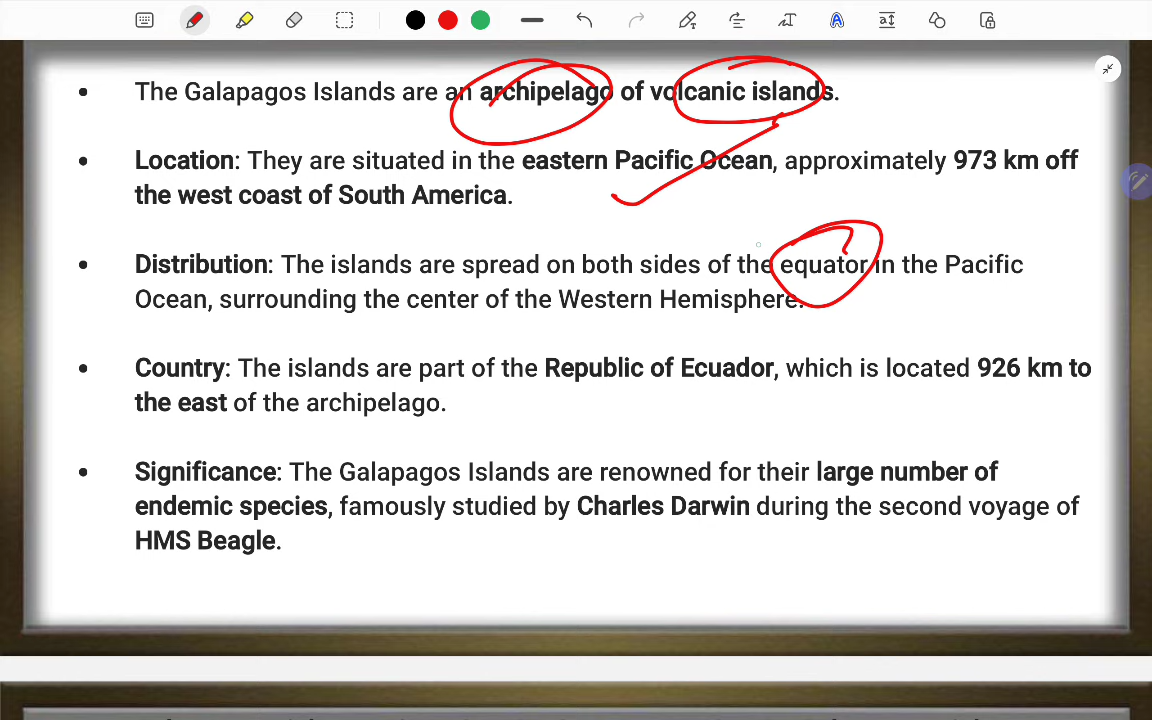 The Galapagos Islands are an archipelago of volcanic islands.
Location: They are situated in the eastern Pacific Ocean, approximately 973 km off
the west coast of South America.
Distribution: The islands are spread on both sides of the equator in the Pacific
Ocean, surrounding the center of the Western Hemisphere.
Country: The islands are part of the Republic of Ecuador, which is located 926 km to
the east of the archipelago.
Significance: The Galapagos Islands are renowned for their large number of
endemic species, famously studied by Charles Darwin during the second voyage of
HMS Beagle.